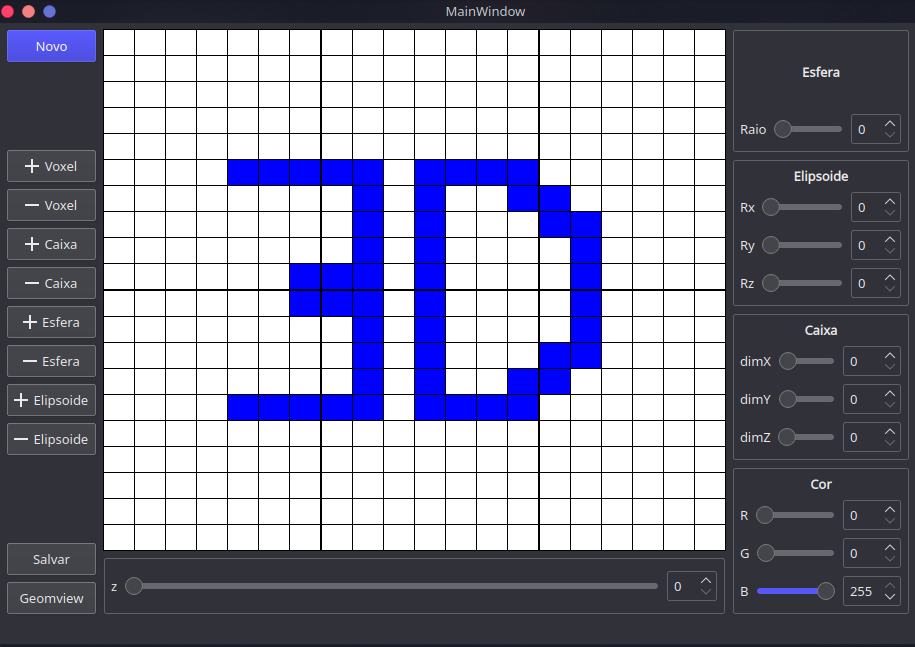 MainWindow
Novo
+ Voxel
− Voxel
+ Caixa
− Caixa
+ Esfera
− Esfera
+ Elipsoide
− Elipsoide
Salvar
Geomview
3D
z 0
Esfera
Raio 0
Elipsoide
Rx 0
Ry 0
Rz 0
Caixa
dimX 0
dimY 0
dimZ 0
Cor
R 0
G 0
B 255